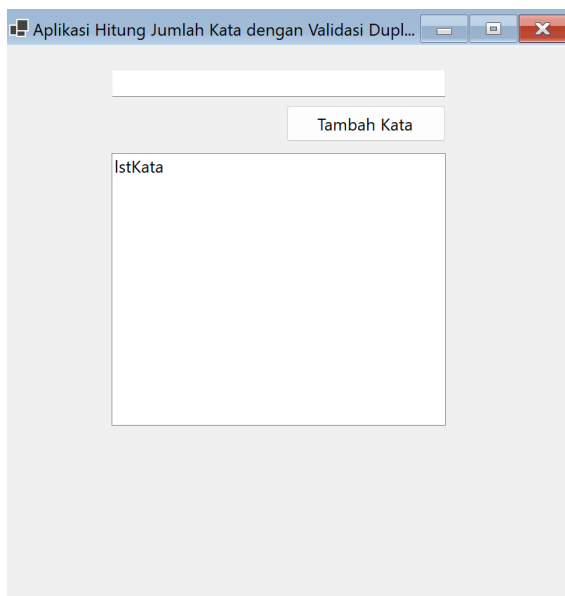 Aplikasi Hitung Jumlah Kata dengan Validasi Dupl...
Tambah Kata
lstKata